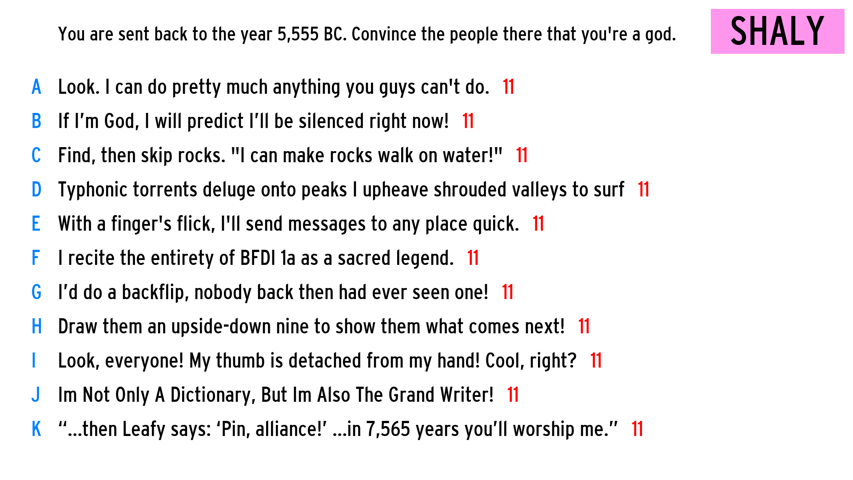 You are sent back to the year 5,555 BC. Convince the people there that you're a god.
SHALY
A Look. I can do pretty much anything you guys can't do. 11
B If I’m God, I will predict I’ll be silenced right now! 11
C Find, then skip rocks. "I can make rocks walk on water!" 11
D Typhonic torrents deluge onto peaks I upheave shrouded valleys to surf 11
E With a finger's flick, I'll send messages to any place quick. 11
F I recite the entirety of BFDI 1a as a sacred legend. 11
G I’d do a backflip, nobody back then had ever seen one! 11
H Draw them an upside-down nine to show them what comes next! 11
I Look, everyone! My thumb is detached from my hand! Cool, right? 11
J Im Not Only A Dictionary, But Im Also The Grand Writer! 11
K “...then Leafy says: ‘Pin, alliance!’ ...in 7,565 years you’ll worship me.” 11